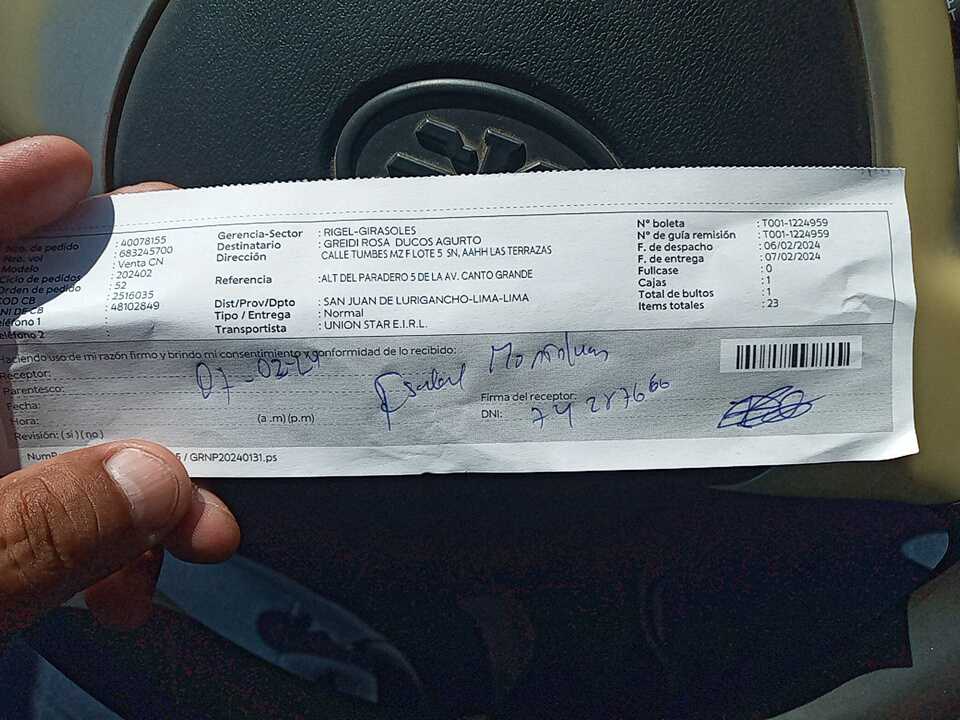 Nro. de pedido : 40078155
Nro. vol : 683245700
Modelo : Venta CN
Ciclo de pedidos : 202402
Orden de pedido : 52
COD CB : 2516035
DNI DE CB : 48102849
Teléfono 1 :
Teléfono 2 :
Gerencia-Sector : RIGEL-GIRASOLES
Destinatario : GREIDI ROSA DUCOS AGURTO
Dirección CALLE TUMBES MZ F LOTE 5 SN, AAHH LAS TERRAZAS
Referencia :ALT DEL PARADERO 5 DE LA AV. CANTO GRANDE
Dist/Prov/Dpto : SAN JUAN DE LURIGANCHO-LIMA-LIMA
Tipo / Entrega : Normal
Transportista : UNION STAR E.I.R.L.
N° boleta : T001-1224959
N° de guía remisión : T001-1224959
F. de despacho : 06/02/2024
F. de entrega : 07/02/2024
Fullcase : 0
Cajas : 1
Total de bultos : 1
Items totales : 23
Haciendo uso de mi razón firmo y brindo mi consentimiento y conformidad de lo recibido:
Receptor:
Parentesco:
Fecha: 07-02-24
Hora: (a .m) (p.m)
Revisión: ( si ) ( no )
Firma del receptor:
DNI:
/ GRNP20240131.ps